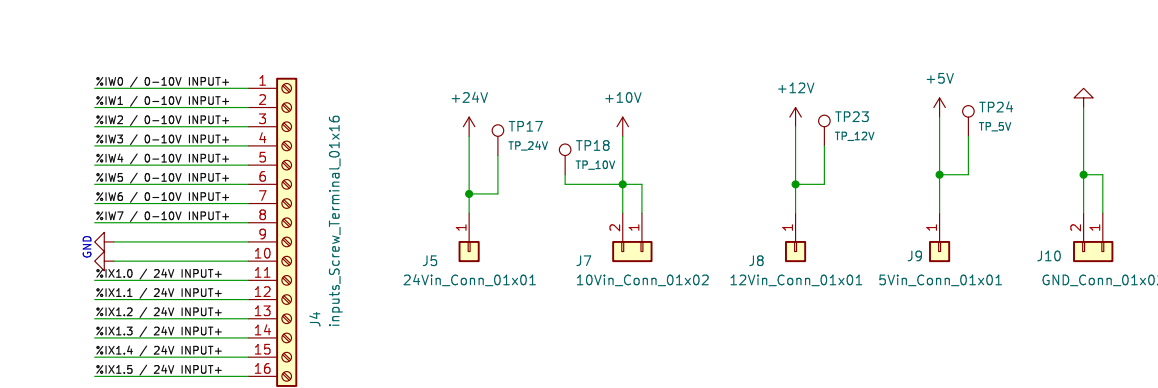 %IW0 / 0-10V INPUT+ 1
%IW1 / 0-10V INPUT+ 2
%IW2 / 0-10V INPUT+ 3
%IW3 / 0-10V INPUT+ 4
%IW4 / 0-10V INPUT+ 5
%IW5 / 0-10V INPUT+ 6
%IW6 / 0-10V INPUT+ 7
%IW7 / 0-10V INPUT+ 8
9
GND
10
%IX1.0 / 24V INPUT+ 11
%IX1.1 / 24V INPUT+ 12
%IX1.2 / 24V INPUT+ 13
%IX1.3 / 24V INPUT+ 14
%IX1.4 / 24V INPUT+ 15
%IX1.5 / 24V INPUT+ 16
J4
inputs_Screw_Terminal_01x16
+24V
TP17
TP_24V
1
J5
24Vin_Conn_01x01
+10V
TP18
TP_10V
2
1
J7
10Vin_Conn_01x02
+12V
TP23
TP_12V
1
J8
12Vin_Conn_01x01
+5V
TP24
TP_5V
1
J9
5Vin_Conn_01x01
2
1
J10